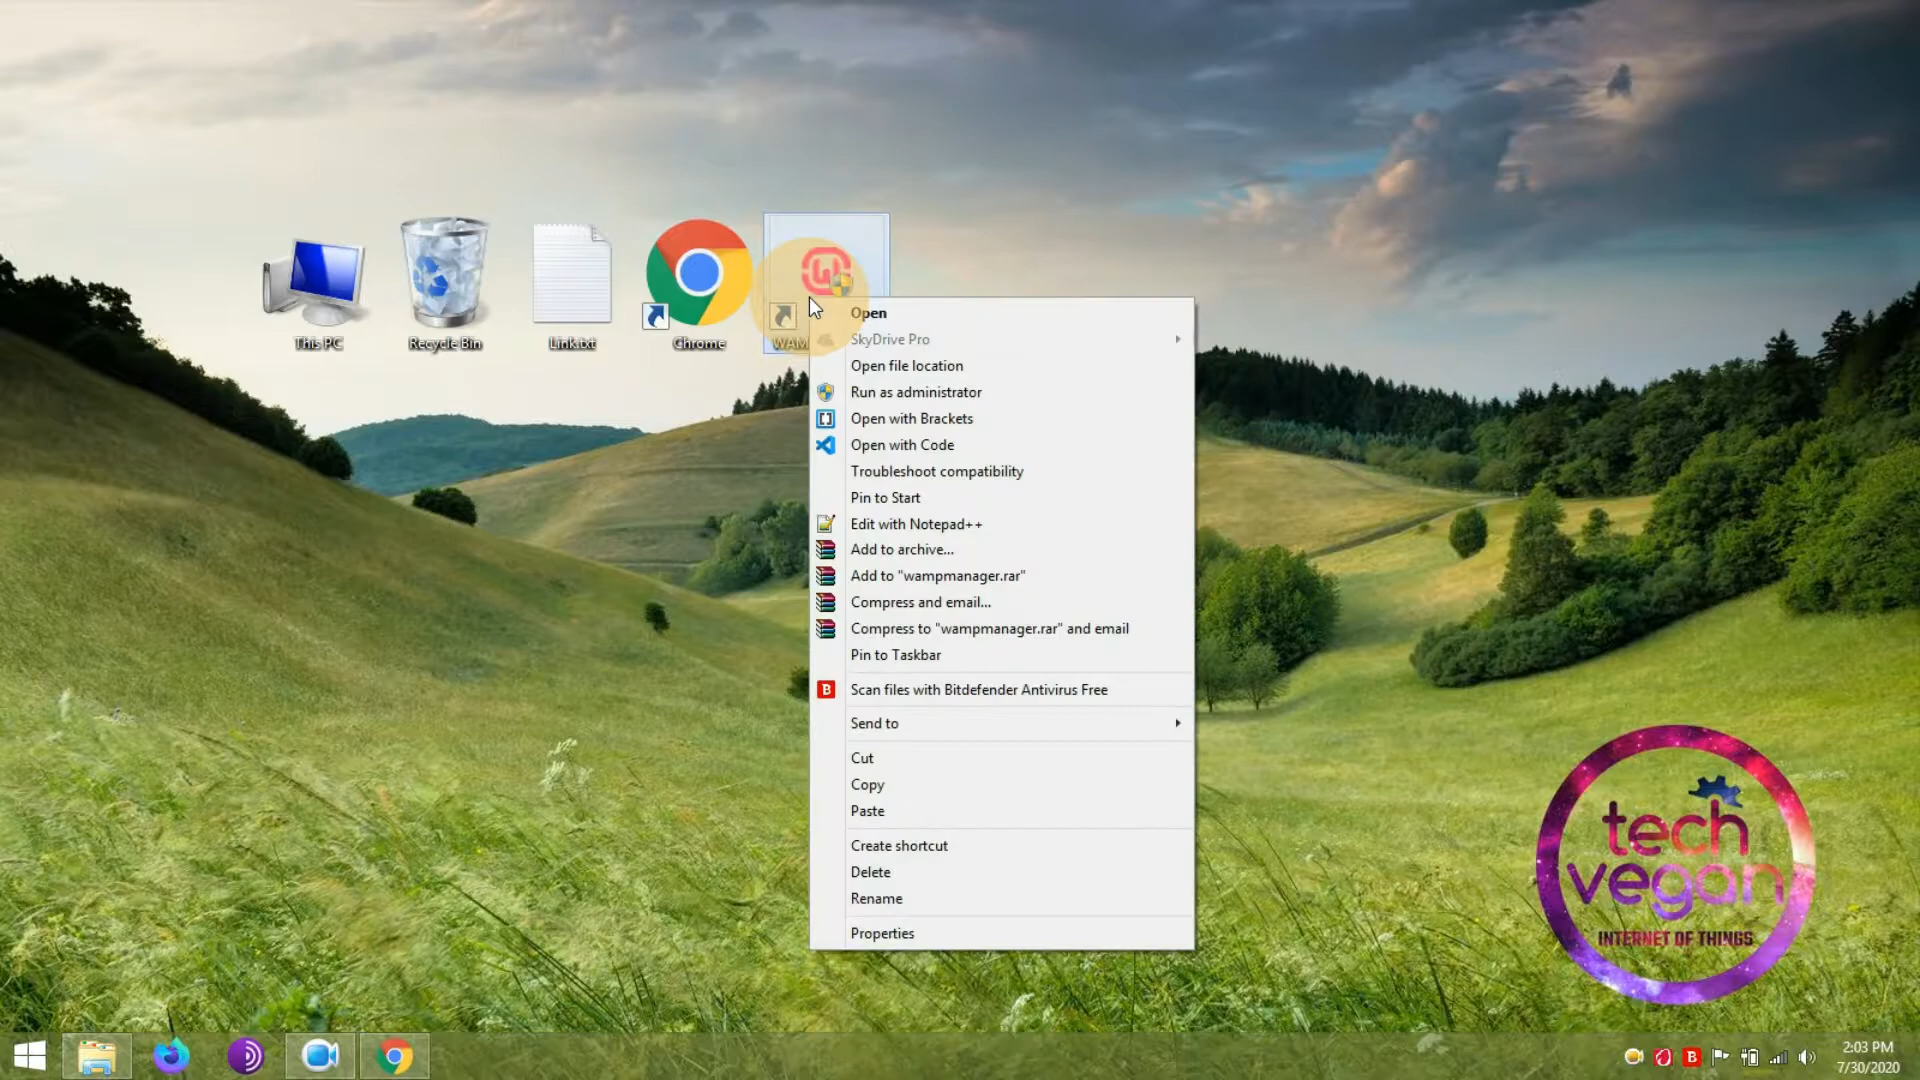 This PC
Recycle Bin
Link.txt
Chrome
WAM
Open
SkyDrive Pro
Open file location
Run as administrator
Open with Brackets
Open with Code
Troubleshoot compatibility
Pin to Start
Edit with Notepad++
Add to archive...
Add to "wampmanager.rar"
Compress and email...
Compress to "wampmanager.rar" and email
Pin to Taskbar
B Scan files with Bitdefender Antivirus Free
Send to
Cut
Copy
Paste
Create shortcut
Delete
Rename
Properties
tech
vegan
INTERNET OF THINGS
B
2:03 PM
7/30/2020